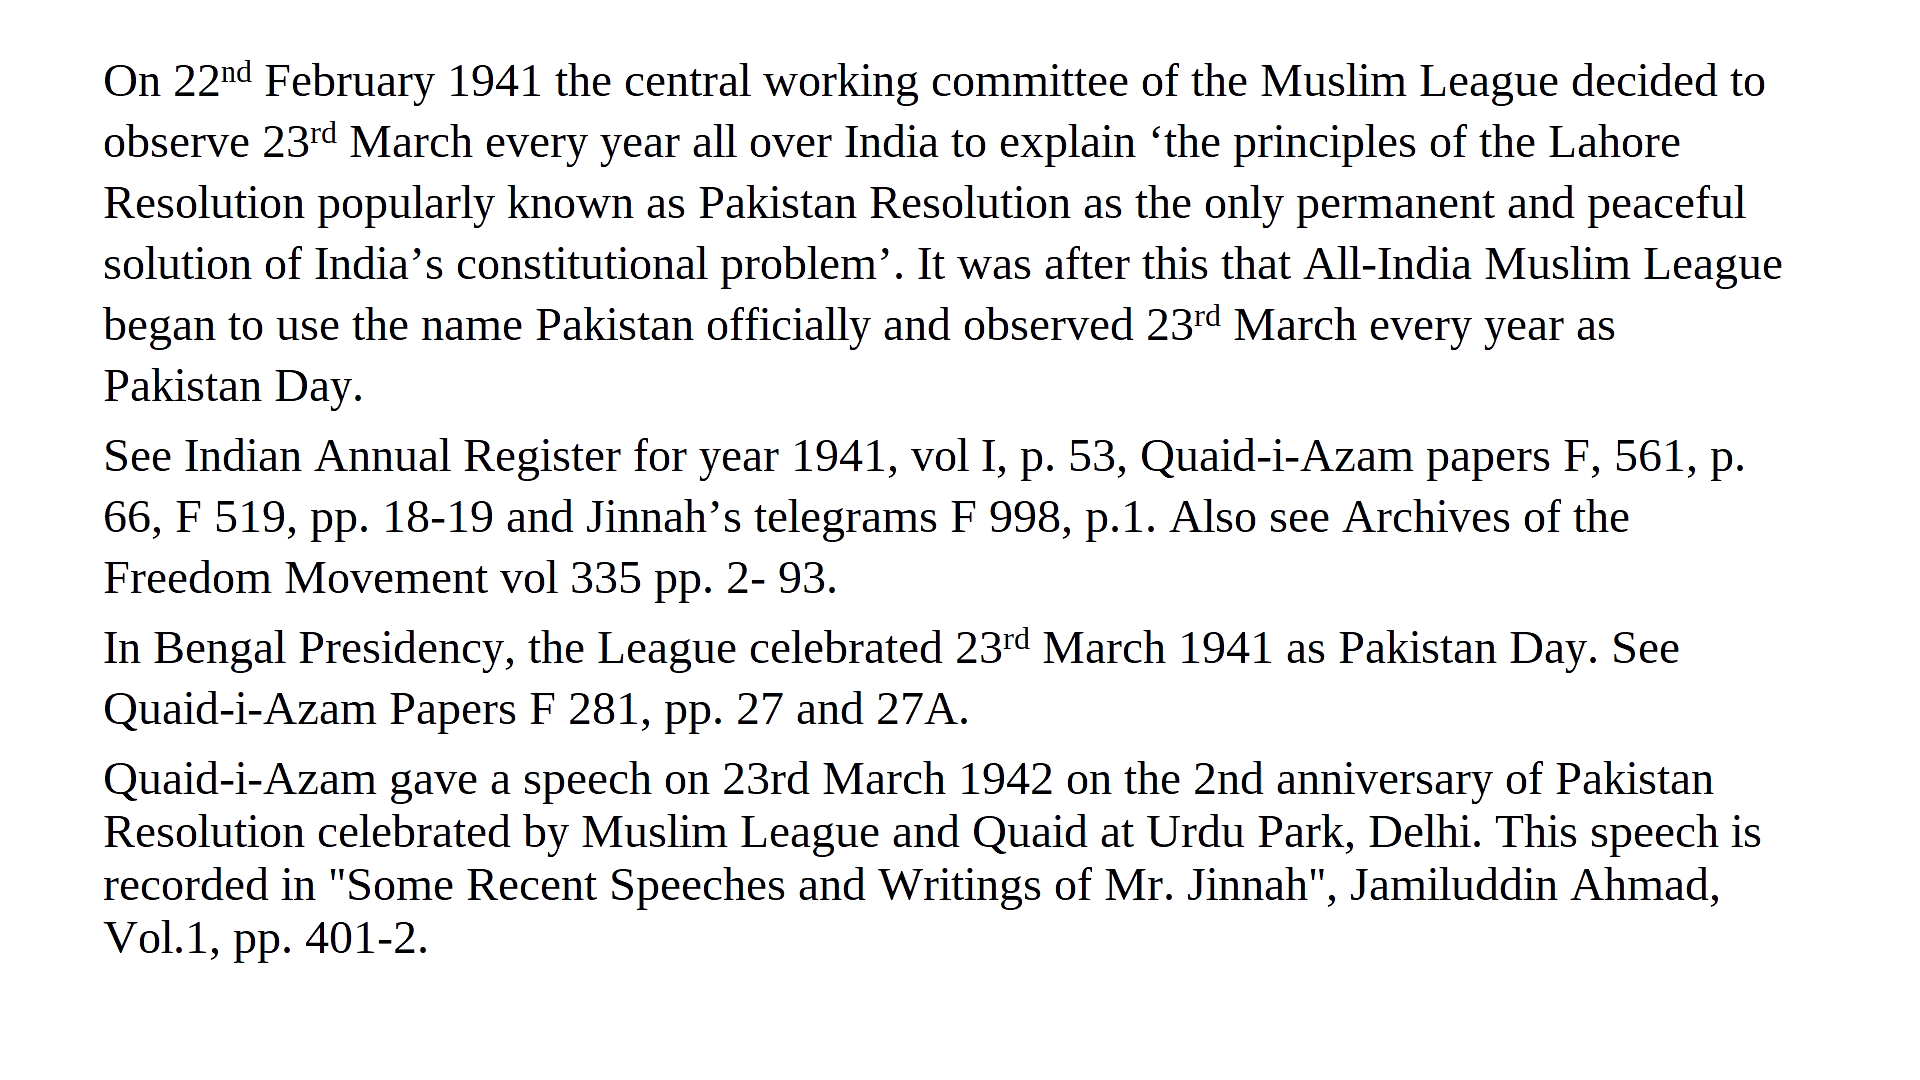 On 22nd February 1941 the central working committee of the Muslim League decided to
observe 23rd March every year all over India to explain ‘the principles of the Lahore
Resolution popularly known as Pakistan Resolution as the only permanent and peaceful
solution of India’s constitutional problem’. It was after this that All-India Muslim League
began to use the name Pakistan officially and observed 23rd March every year as
Pakistan Day.
See Indian Annual Register for year 1941, vol I, p. 53, Quaid-i-Azam papers F, 561, p.
66, F 519, pp. 18-19 and Jinnah’s telegrams F 998, p.1. Also see Archives of the
Freedom Movement vol 335 pp. 2- 93.
In Bengal Presidency, the League celebrated 23rd March 1941 as Pakistan Day. See
Quaid-i-Azam Papers F 281, pp. 27 and 27A.
Quaid-i-Azam gave a speech on 23rd March 1942 on the 2nd anniversary of Pakistan
Resolution celebrated by Muslim League and Quaid at Urdu Park, Delhi. This speech is
recorded in "Some Recent Speeches and Writings of Mr. Jinnah", Jamiluddin Ahmad,
Vol.1, pp. 401-2.